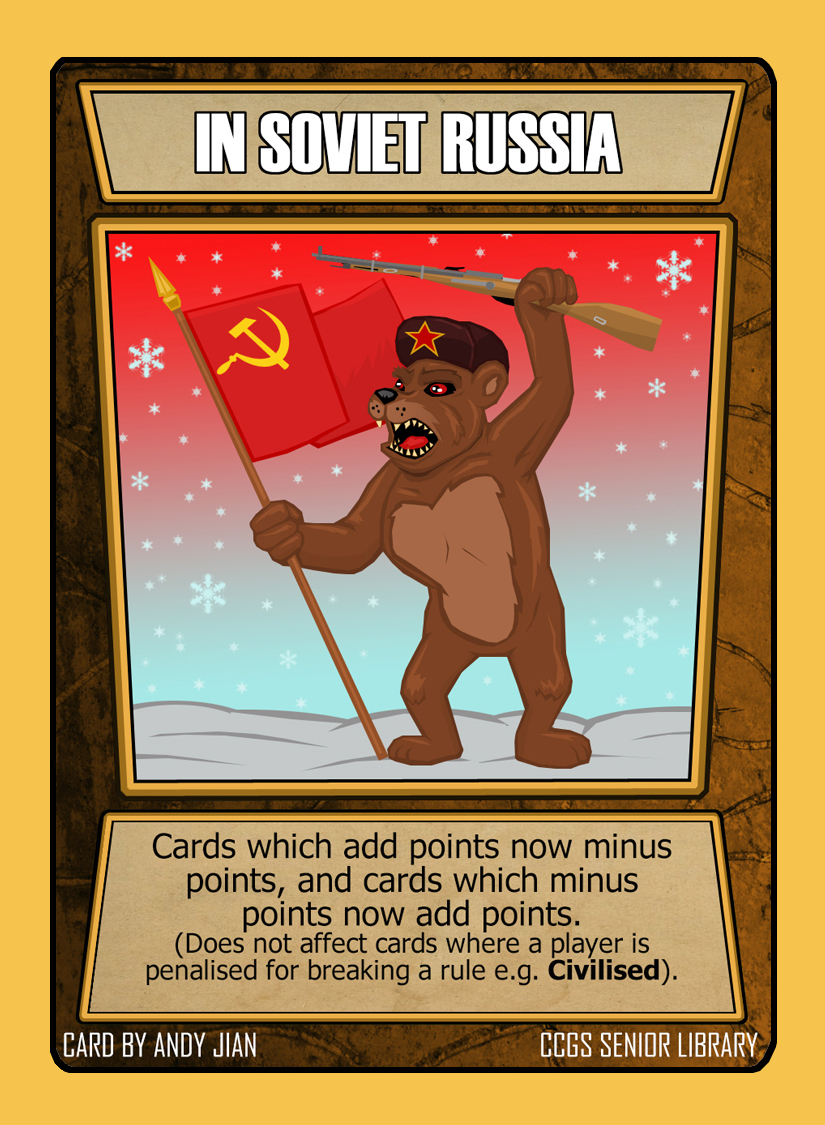 IN SOVIET RUSSIA
Cards which add points now minus
points, and cards which minus
points now add points.
(Does not affect cards where a player is
penalised for breaking a rule e.g. Civilised).
CARD BY ANDY JIAN
CCGS SENIOR LIBRARY